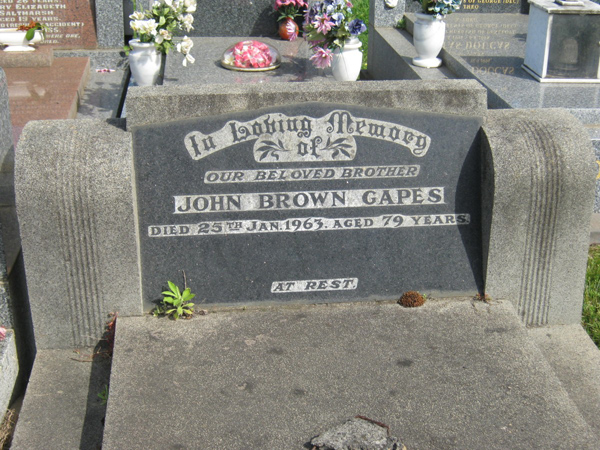 In Loving Memory
of
OUR BELOVED BROTHER
JOHN BROWN GAPES
DIED 25TH JAN. 1963. AGED 79 YEARS
AT REST.